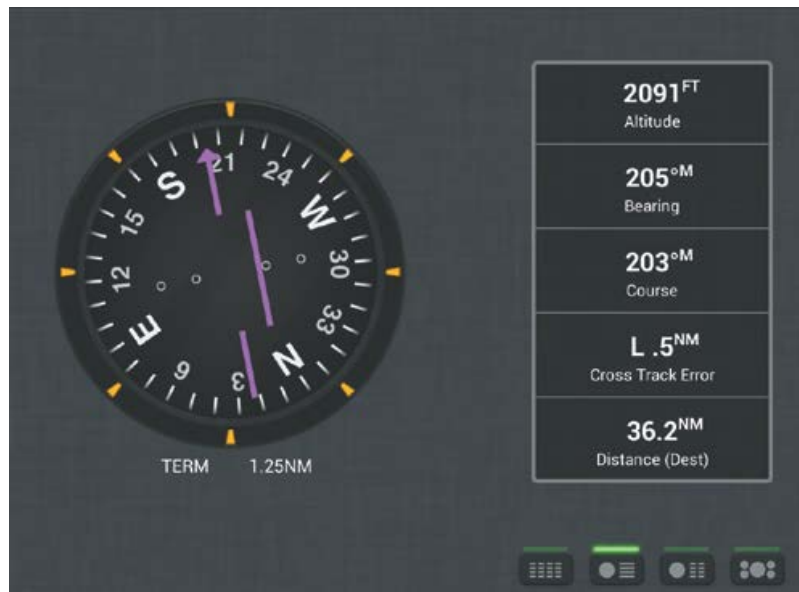 21
24
W
30
33
N
3
6
E
12
15
S
TERM 1.25NM
2091FT
Altitude
205°M
Bearing
203°M
Course
L .5NM
Cross Track Error
36.2NM
Distance (Dest)